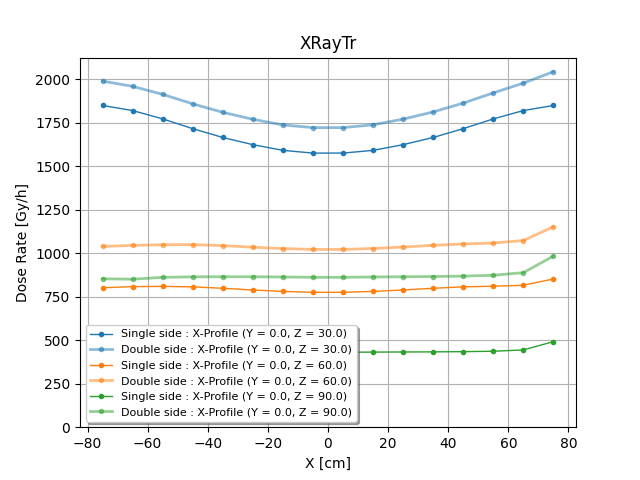 XRayTr
Dose Rate [Gy/h]
2000
1750
1500
1250
1000
750
500
250
0
Single side : X-Profile (Y = 0.0, Z = 30.0)
Double side : X-Profile (Y = 0.0, Z = 30.0)
Single side : X-Profile (Y = 0.0, Z = 60.0)
Double side : X-Profile (Y = 0.0, Z = 60.0)
Single side : X-Profile (Y = 0.0, Z = 90.0)
Double side : X-Profile (Y = 0.0, Z = 90.0)
−80 −60 −40 −20 0 20 40 60 80
X [cm]